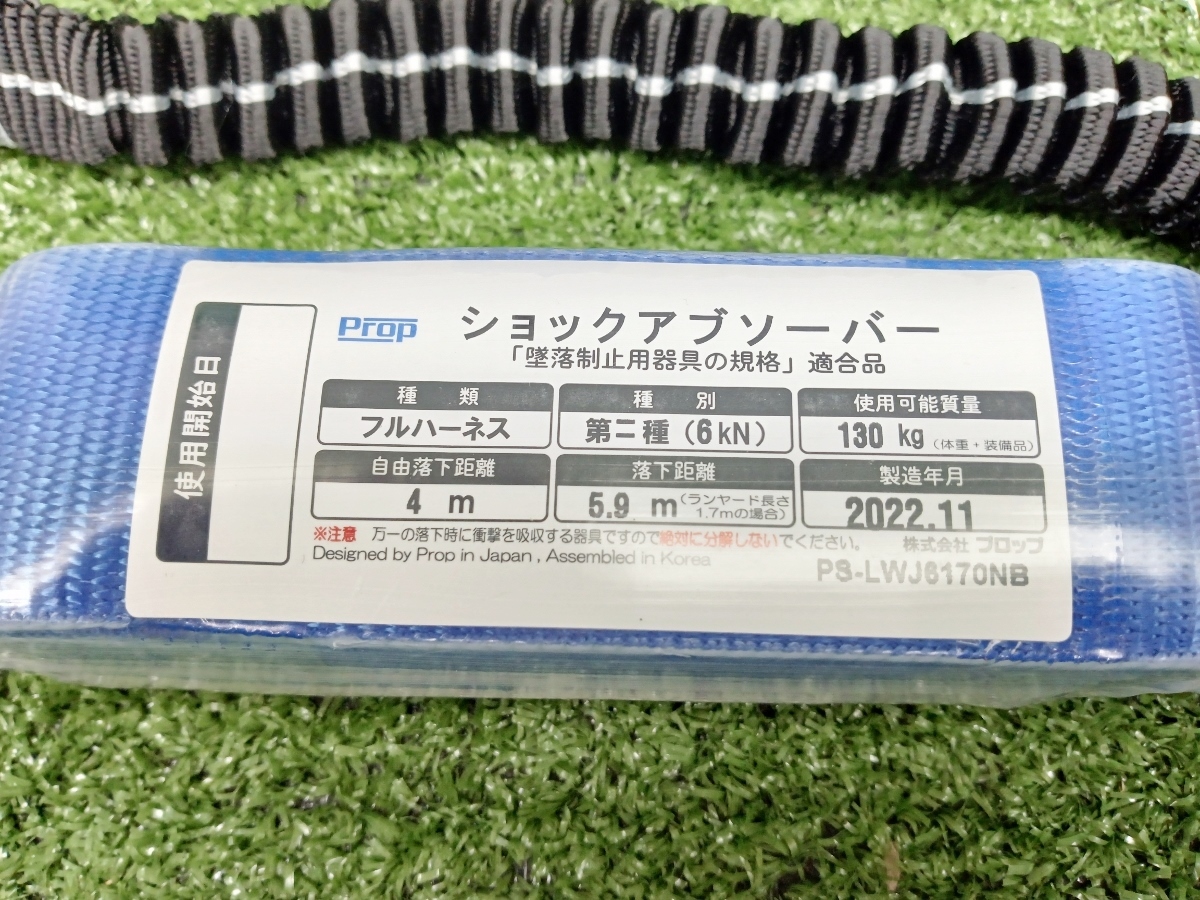 使用開始日
Prop ショックアブソーバー
「墜落制止用器具の規格」適合品
種 類 種 別 使用可能質量
フルハーネス 第二種(6kN) 130 kg (体重+装備品)
自由落下距離 落下距離 製造年月
4 m 5.9 m (ランヤード長さ 1.7mの場合) 2022.11
※注意 万一の落下時に衝撃を吸収する器具ですので絶対に分解しないでください。 株式会社 プロップ
Designed by Prop in Japan , Assembled in Korea
PS-LWJ6170NB